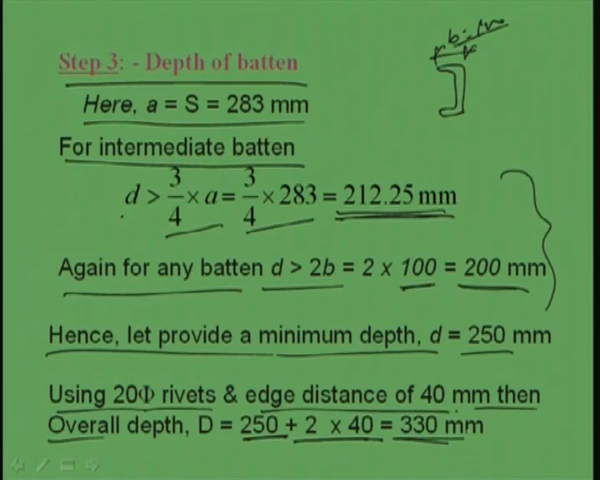 Step 3: - Depth of batten
Here, a = S = 283 mm
For intermediate batten
d > 3/4 × a = 3/4 × 283 = 212.25 mm
Again for any batten d > 2b = 2 x 100 = 200 mm
Hence, let provide a minimum depth, d = 250 mm
Using 20Φ rivets & edge distance of 40 mm then
Overall depth, D = 250 + 2 x 40 = 330 mm